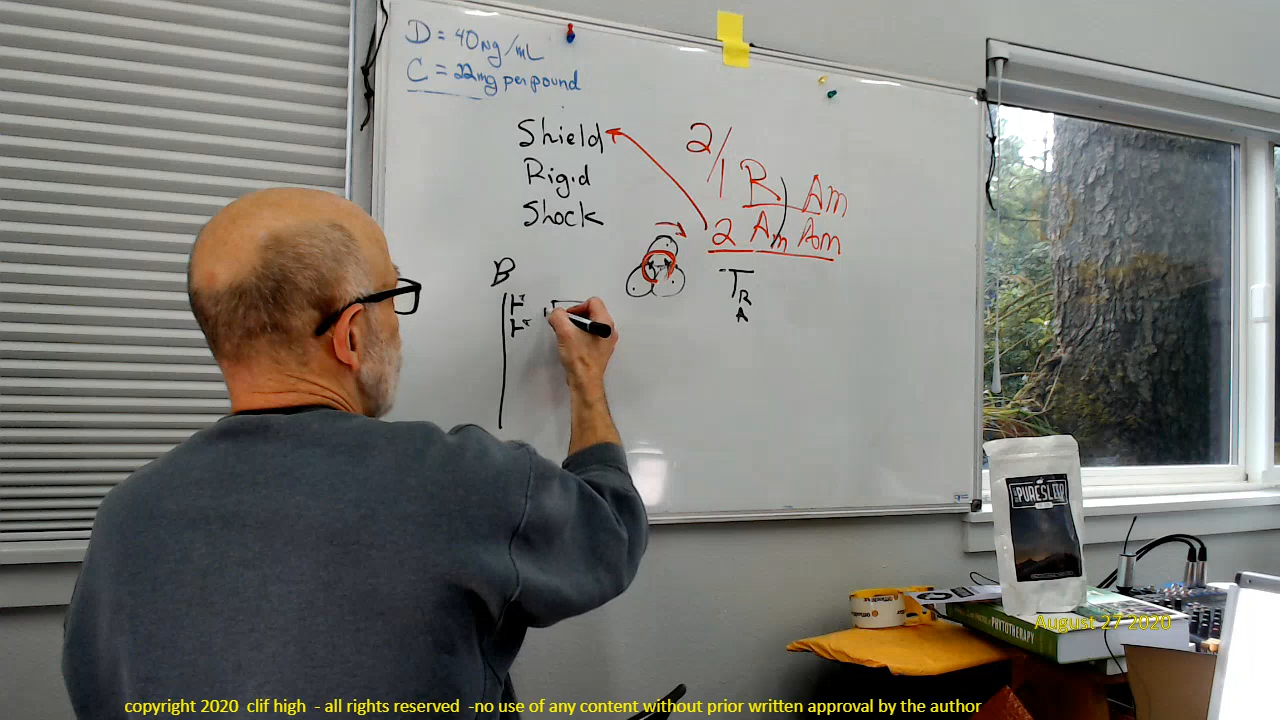 D = 40ng/mL
C = 22mg per pound
Shield
Rigid
Shock
2/1 R Am
2 Am Am
T
R
A
B
PURESLEEP
PHYTOTHERAPY
August 27 2020
copyright 2020 clif high - all rights reserved -no use of any content without prior written approval by the author